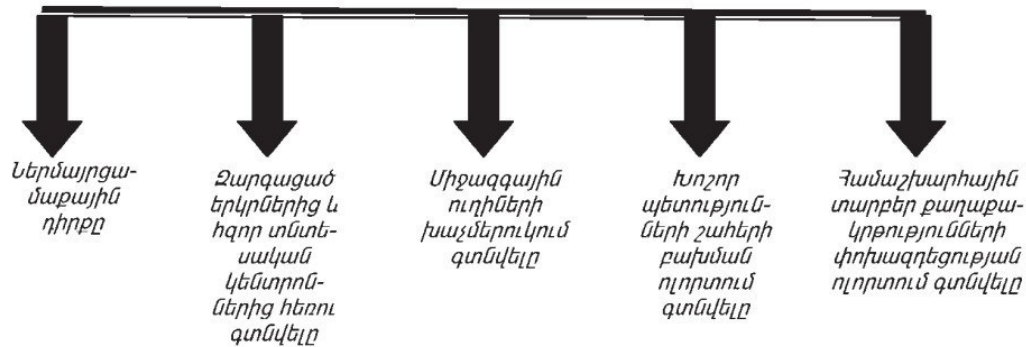 Ներմայրցա-
մաքային
դիրքը
Զարգացած
երկրներից և
հզոր տնտե-
սական
կենտրոն-
ներից հեռու
գտնվելը
Միջազգային
ուղիների
խաչմերուկում
գտնվելը
Խոշոր
պետություն-
ների շահերի
բախման
ոլորտում
գտնվելը
Համաշխարհային
տարբեր քաղաքա-
կրթությունների
փոխազդեցության
ոլորտում գտնվելը